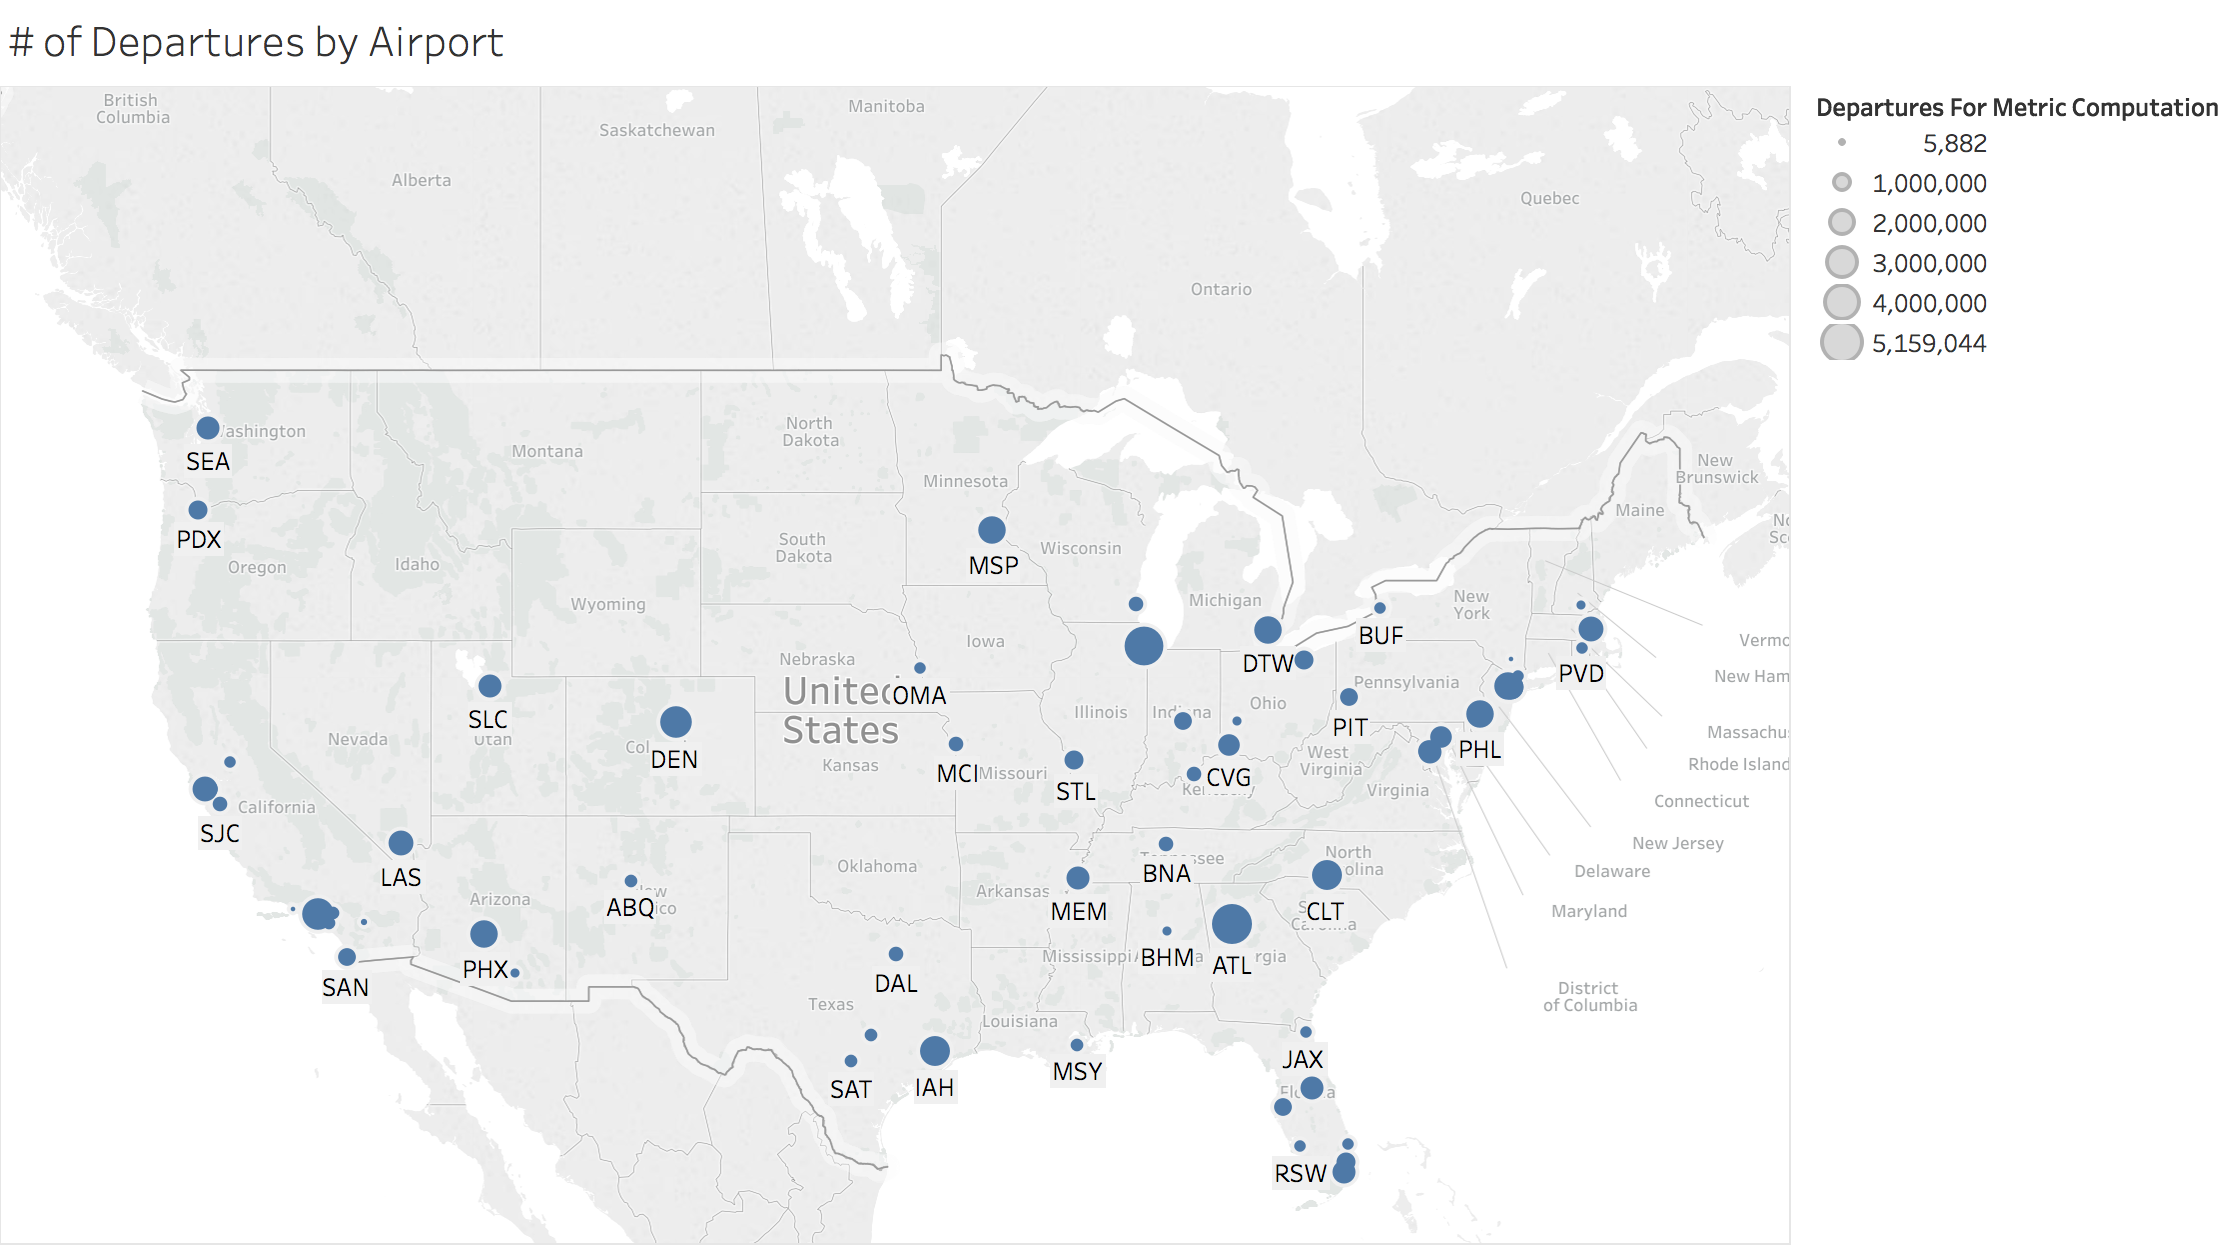 # of Departures by Airport
Departures For Metric Computation
5,882
1,000,000
2,000,000
3,000,000
4,000,000
5,159,044
British
Columbia
Alberta
Saskatchewan
Manitoba
Ontario
Quebec
New
Brunswick
Maine
ashington
SEA
PDX
Oregon
Idaho
Montana
Wyoming
North
Dakota
South
Dakota
Minnesota
MSP
Wisconsin
Michigan
DTW
BUF
New
York
PVD
Vermo
New Ham
Massachu
Rhode Island
Connecticut
New Jersey
Delaware
Maryland
District
of Columbia
Iowa
Nebraska
OMA
United
States
SLC
Utah
Nevada
DEN
Kansas
MCI
Missouri
STL
Illinois
Ohio
PIT
Pennsylvania
PHL
West
Virginia
Virginia
CVG
Kentucky
SJC
California
LAS
Arizona
PHX
ABQ
SAN
Oklahoma
Arkansas
MEM
Tennessee
BNA
North
olina
CLT
Mississippi
BHM
ATL
rgia
Texas
DAL
SAT
IAH
Louisiana
MSY
JAX
RSW